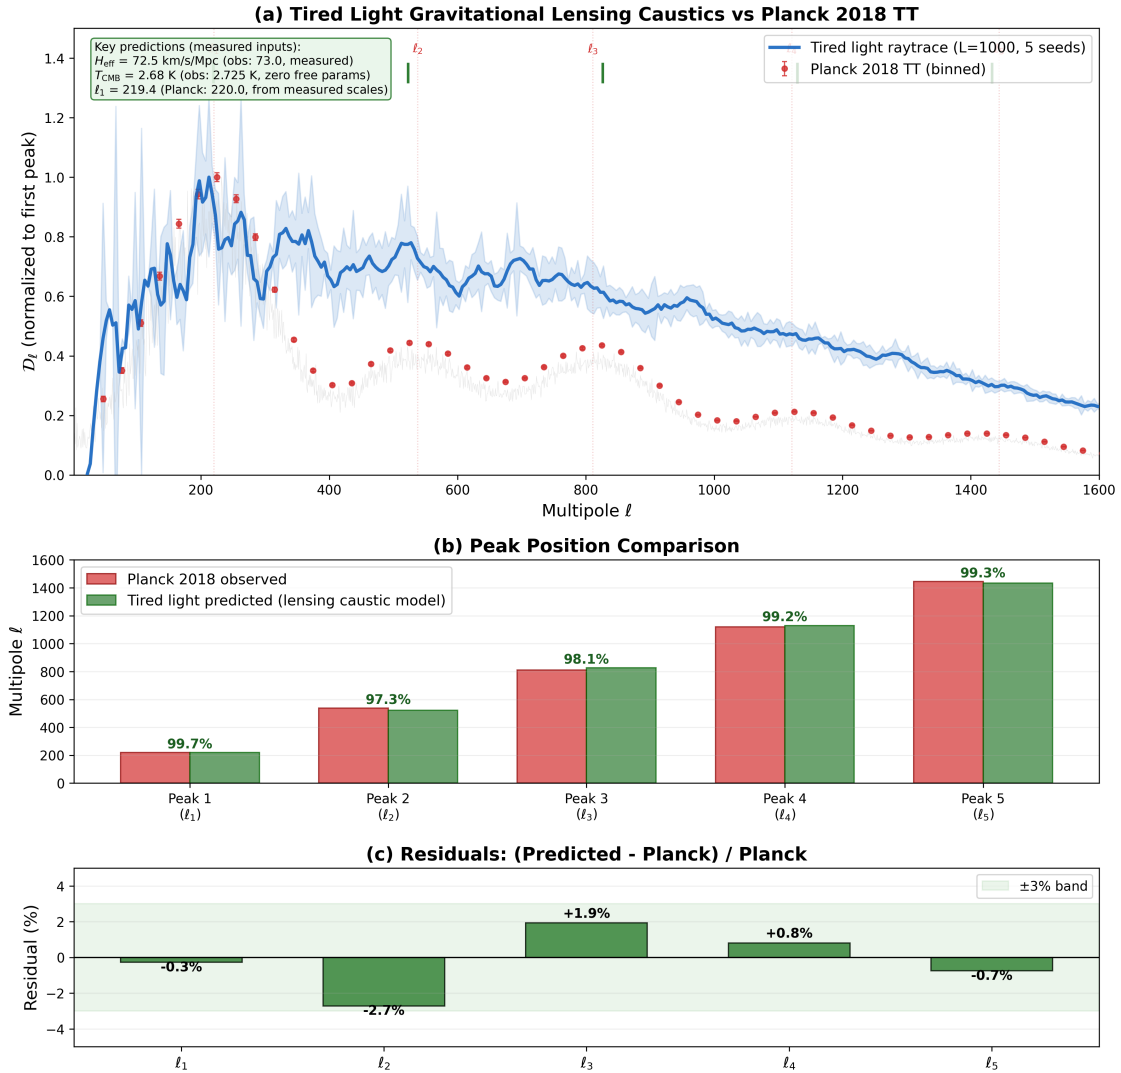 (a) Tired Light Gravitational Lensing Caustics vs Planck 2018 TT
Key predictions (measured inputs):
H_eff = 72.5 km/s/Mpc (obs: 73.0, measured)
T_CMB = 2.68 K (obs: 2.725 K, zero free params)
ℓ₁ = 219.4 (Planck: 220.0, from measured scales)
ℓ₂
ℓ₃
Tired light raytrace (L=1000, 5 seeds)
Planck 2018 TT (binned)
𝒟_ℓ (normalized to first peak)
1.4
1.2
1.0
0.8
0.6
0.4
0.2
0.0
200 400 600 800 1000 1200 1400 1600
Multipole ℓ
(b) Peak Position Comparison
Planck 2018 observed
Tired light predicted (lensing caustic model)
Multipole ℓ
1600
1400
1200
1000
800
600
400
200
0
99.7%
97.3%
98.1%
99.2%
99.3%
Peak 1
(ℓ₁)
Peak 2
(ℓ₂)
Peak 3
(ℓ₃)
Peak 4
(ℓ₄)
Peak 5
(ℓ₅)
(c) Residuals: (Predicted - Planck) / Planck
±3% band
Residual (%)
4
2
0
−2
−4
-0.3%
-2.7%
+1.9%
+0.8%
-0.7%
ℓ₁ ℓ₂ ℓ₃ ℓ₄ ℓ₅